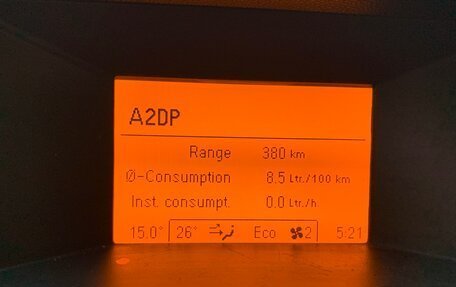 A2DP
Range 380 km
Ø-Consumption 8.5 Ltr./100 km
Inst. consumpt. 0.0 Ltr./h.
15.0° 26° Eco 2 5:21